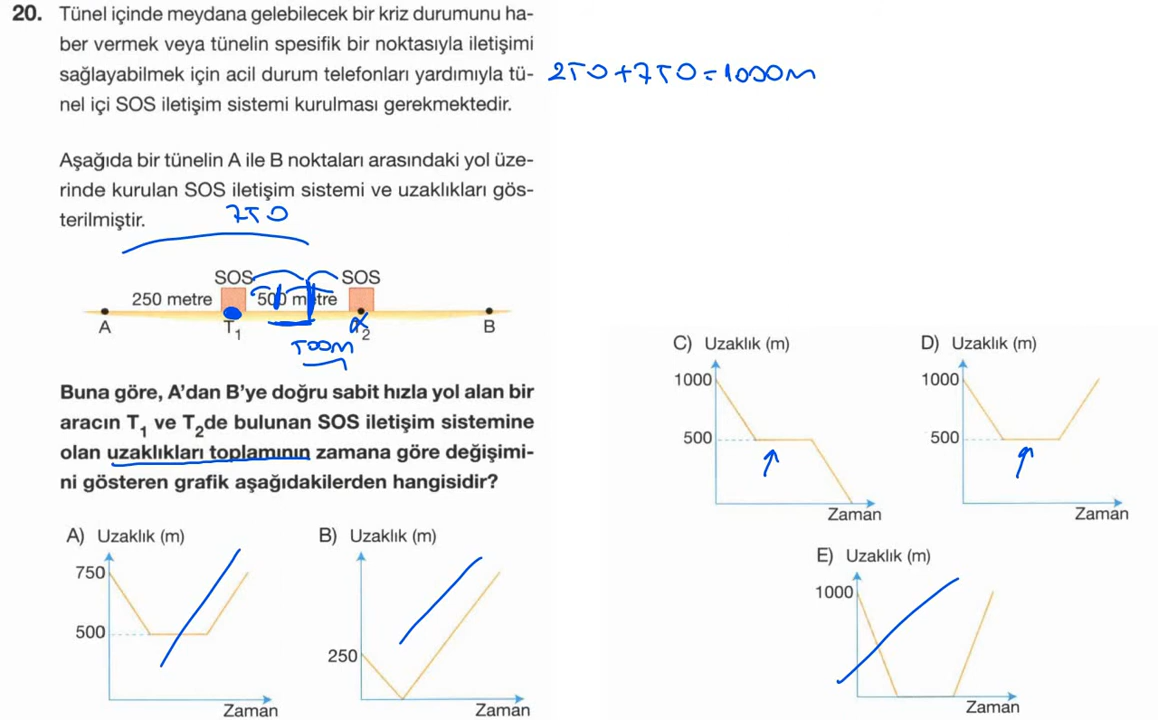 20. Tünel içinde meydana gelebilecek bir kriz durumunu ha-
ber vermek veya tünelin spesifik bir noktasıyla iletişimi
sağlayabilmek için acil durum telefonları yardımıyla tü-
nel içi SOS iletişim sistemi kurulması gerekmektedir.
250+750=1000m
Aşağıda bir tünelin A ile B noktaları arasındaki yol üze-
rinde kurulan SOS iletişim sistemi ve uzaklıkları gös-
terilmiştir.
750
SOS SOS
250 metre 500 metre
A T₁ T₂ B
500m
Buna göre, A'dan B'ye doğru sabit hızla yol alan bir
aracın T₁ ve T₂de bulunan SOS iletişim sistemine
olan uzaklıkları toplamının zamana göre değişimi-
ni gösteren grafik aşağıdakilerden hangisidir?
A) Uzaklık (m)
750
500
Zaman
B) Uzaklık (m)
250
Zaman
C) Uzaklık (m)
1000
500
Zaman
D) Uzaklık (m)
1000
500
Zaman
E) Uzaklık (m)
1000
Zaman